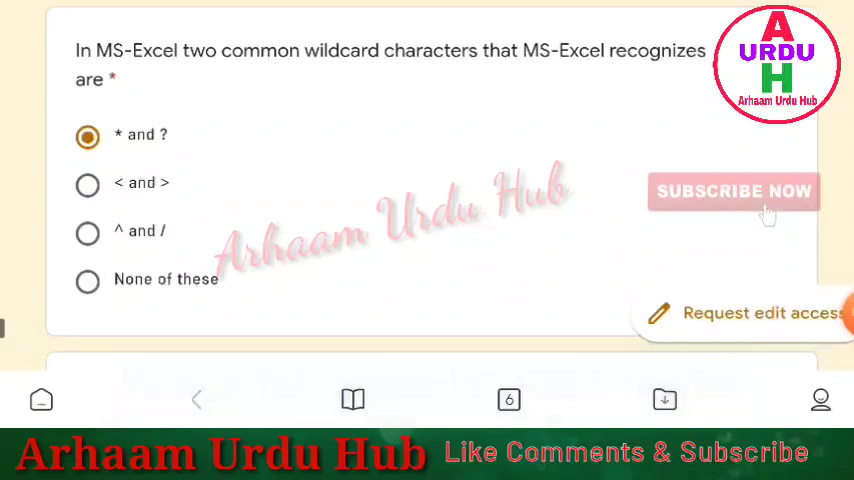 In MS-Excel two common wildcard characters that MS-Excel recognizes
are *
* and ?
< and >
^ and /
None of these
Arhaam Urdu Hub
A
URDU
H
Arhaam Urdu Hub
SUBSCRIBE NOW
Request edit access
6
Arhaam Urdu Hub Like Comments & Subscribe